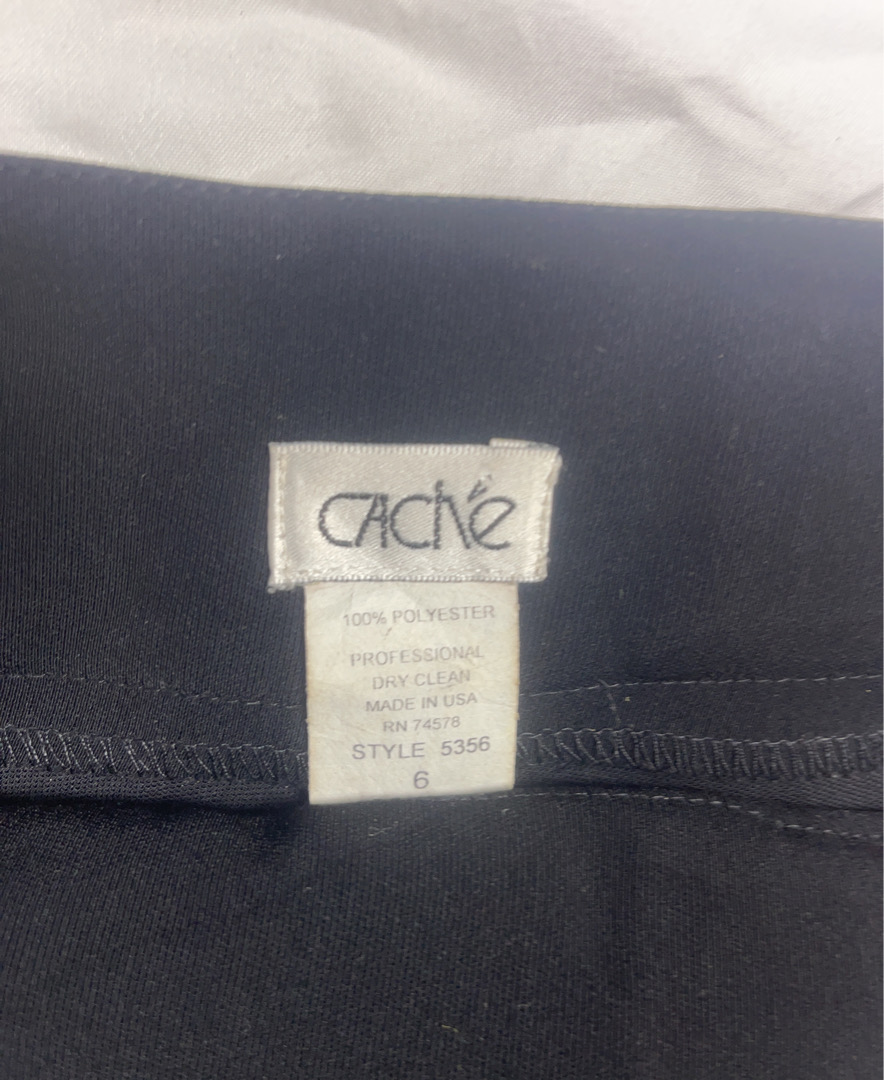 CAChé
100% POLYESTER
PROFESSIONAL
DRY CLEAN
MADE IN USA
RN 74578
STYLE 5356
6